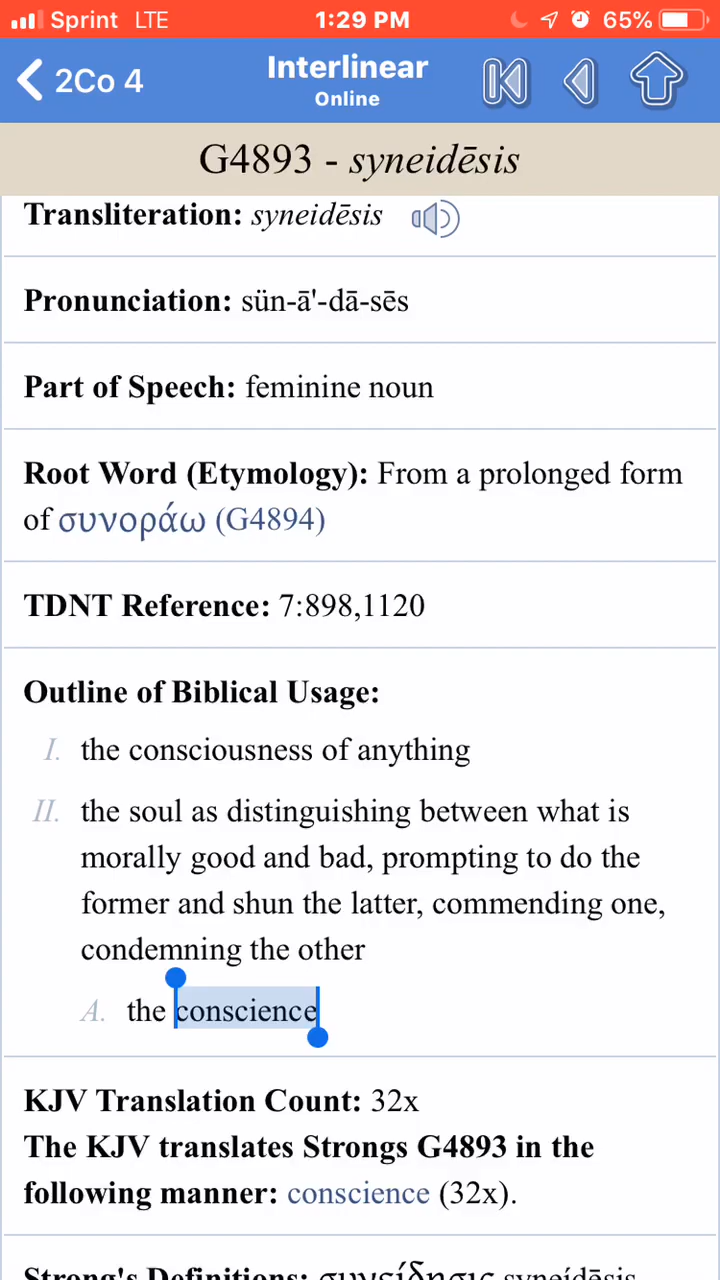 Sprint LTE 1:29 PM 65%
2Co 4 Interlinear
Online
G4893 - syneidēsis
Transliteration: syneidēsis
Pronunciation: sün-ā'-dā-sēs
Part of Speech: feminine noun
Root Word (Etymology): From a prolonged form
of συνοράω (G4894)
TDNT Reference: 7:898,1120
Outline of Biblical Usage:
I. the consciousness of anything
II. the soul as distinguishing between what is
morally good and bad, prompting to do the
former and shun the latter, commending one,
condemning the other
A. the conscience
KJV Translation Count: 32x
The KJV translates Strongs G4893 in the
following manner: conscience (32x).
Strong's Definitions: συνείδησις syneídēsis